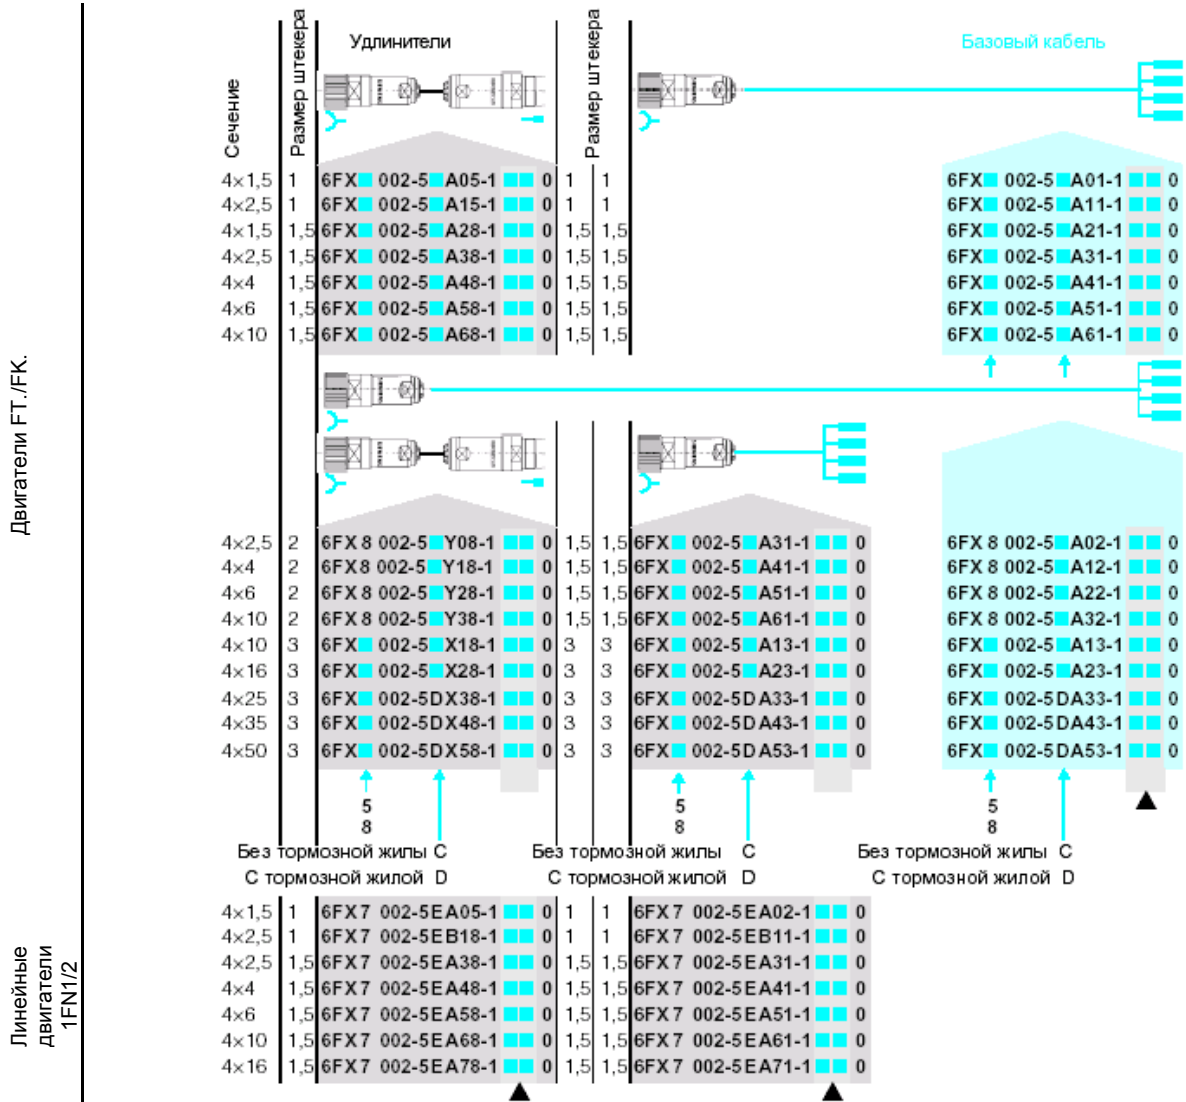 Удлинители
Базовый кабель
Сечение
Размер штекера
Размер штекера
4×1,5 1 6FX 002-5 A05-1 0 1 1 6FX 002-5 A01-1 0
4×2,5 1 6FX 002-5 A15-1 0 1 1 6FX 002-5 A11-1 0
4×1,5 1,5 6FX 002-5 A28-1 0 1,5 1,5 6FX 002-5 A21-1 0
4×2,5 1,5 6FX 002-5 A38-1 0 1,5 1,5 6FX 002-5 A31-1 0
4×4 1,5 6FX 002-5 A48-1 0 1,5 1,5 6FX 002-5 A41-1 0
4×6 1,5 6FX 002-5 A58-1 0 1,5 1,5 6FX 002-5 A51-1 0
4×10 1,5 6FX 002-5 A68-1 0 1,5 1,5 6FX 002-5 A61-1 0
Двигатели FT./FK.
4×2,5 2 6FX 8 002-5 Y08-1 0 1,5 1,5 6FX 002-5 A31-1 0 6FX 8 002-5 A02-1 0
4×4 2 6FX 8 002-5 Y18-1 0 1,5 1,5 6FX 002-5 A41-1 0 6FX 8 002-5 A12-1 0
4×6 2 6FX 8 002-5 Y28-1 0 1,5 1,5 6FX 002-5 A51-1 0 6FX 8 002-5 A22-1 0
4×10 2 6FX 8 002-5 Y38-1 0 1,5 1,5 6FX 002-5 A61-1 0 6FX 8 002-5 A32-1 0
4×10 3 6FX 002-5 X18-1 0 3 3 6FX 002-5 A13-1 0 6FX 002-5 A13-1 0
4×16 3 6FX 002-5 X28-1 0 3 3 6FX 002-5 A23-1 0 6FX 002-5 A23-1 0
4×25 3 6FX 002-5DX38-1 0 3 3 6FX 002-5DA33-1 0 6FX 002-5DA33-1 0
4×35 3 6FX 002-5DX48-1 0 3 3 6FX 002-5DA43-1 0 6FX 002-5DA43-1 0
4×50 3 6FX 002-5DX58-1 0 3 3 6FX 002-5DA53-1 0 6FX 002-5DA53-1 0
5 5 5
8 8 8
Без тормозной жилы C Без тормозной жилы C Без тормозной жилы C
С тормозной жилой D С тормозной жилой D С тормозной жилой D
Линейные
двигатели
1FN1/2
4×1,5 1 6FX7 002-5EA05-1 0 1 1 6FX7 002-5EA02-1 0
4×2,5 1 6FX7 002-5EB18-1 0 1 1 6FX7 002-5EB11-1 0
4×2,5 1,5 6FX7 002-5EA38-1 0 1,5 1,5 6FX7 002-5EA31-1 0
4×4 1,5 6FX7 002-5EA48-1 0 1,5 1,5 6FX7 002-5EA41-1 0
4×6 1,5 6FX7 002-5EA58-1 0 1,5 1,5 6FX7 002-5EA51-1 0
4×10 1,5 6FX7 002-5EA68-1 0 1,5 1,5 6FX7 002-5EA61-1 0
4×16 1,5 6FX7 002-5EA78-1 0 1,5 1,5 6FX7 002-5EA71-1 0